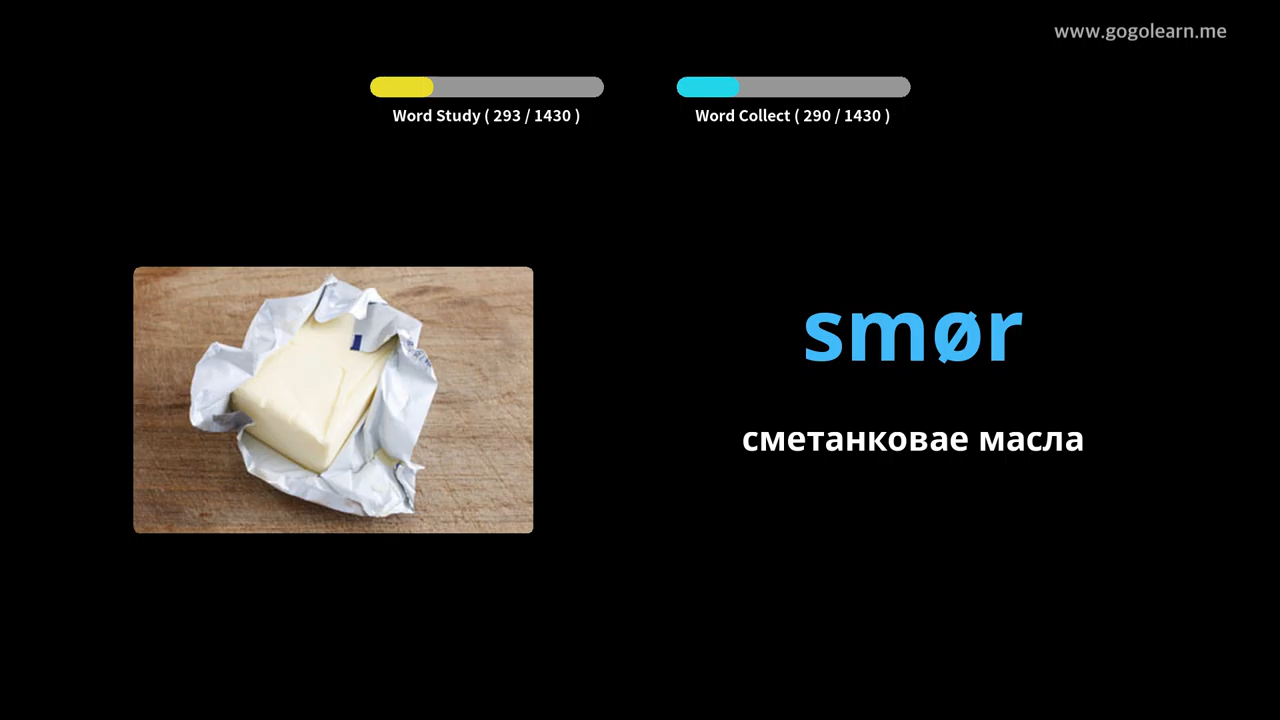 www.gogolearn.me
Word Study ( 293 / 1430 )
Word Collect ( 290 / 1430 )
smør
сметанковае масла